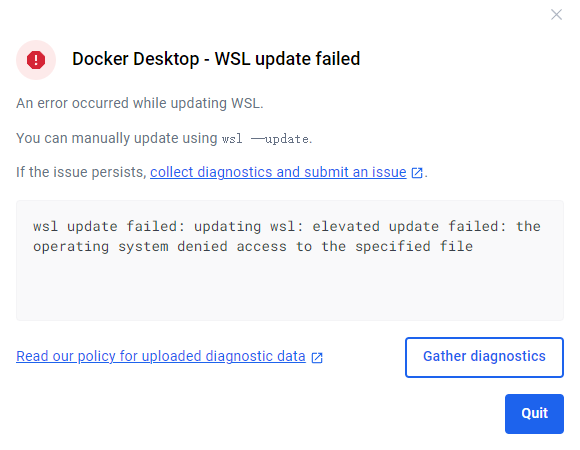 Docker Desktop - WSL update failed
An error occurred while updating WSL.
You can manually update using wsl —update.
If the issue persists, collect diagnostics and submit an issue.
wsl update failed: updating wsl: elevated update failed: the
operating system denied access to the specified file
Read our policy for uploaded diagnostic data
Gather diagnostics
Quit